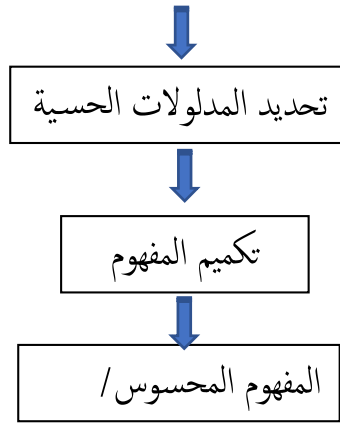 تحديد المدلولات الحسية
تكميم المفهوم
المفهوم المحسوس /